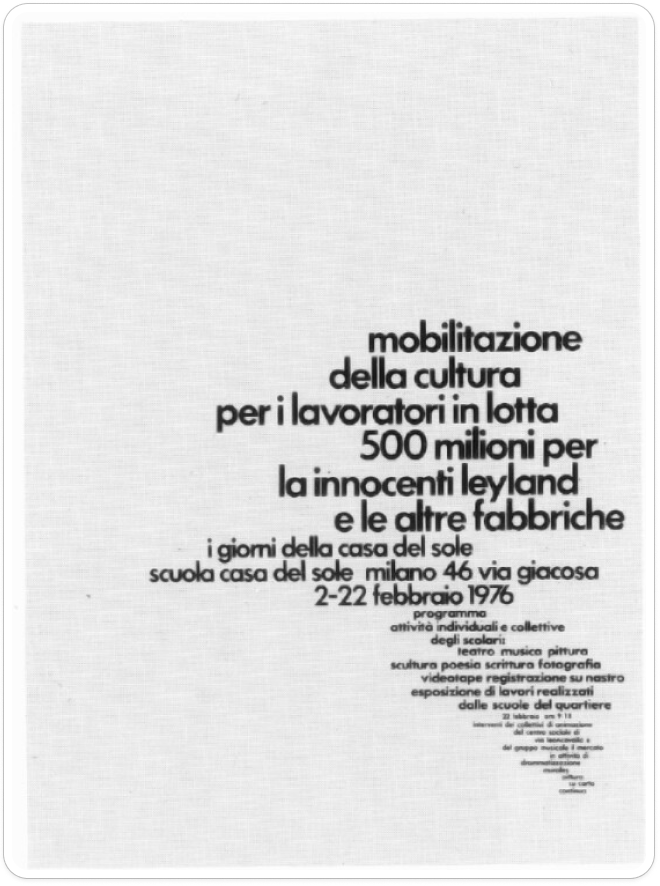 mobilitazione
della cultura
per i lavoratori in lotta
500 milioni per
la innocenti leyland
e le altre fabbriche
i giorni della casa del sole
scuola casa del sole milano 46 via giacosa
2-22 febbraio 1976
programma
attività individuali e collettive
degli scolari:
teatro musica pittura
scultura poesia scrittura fotografia
videotape registrazione su nastro
esposizione di lavori realizzati
dalle scuole del quartiere
22 febbraio ore 9-18
interventi dei collettivi di animazione
del centro sociale di
via leoncavallo e
del gruppo musicale il mercato
in attività di
drammatizzazione
murales
pittura
su carta
continua